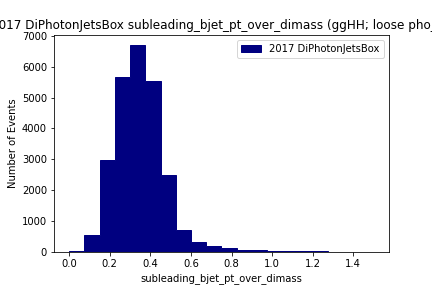 2017 DiPhotonJetsBox subleading_bjet_pt_over_dimass (ggHH; loose pho_
2017 DiPhotonJetsBox
7000
6000
5000
4000
3000
2000
1000
0
Number of Events
0.0 0.2 0.4 0.6 0.8 1.0 1.2 1.4
subleading_bjet_pt_over_dimass